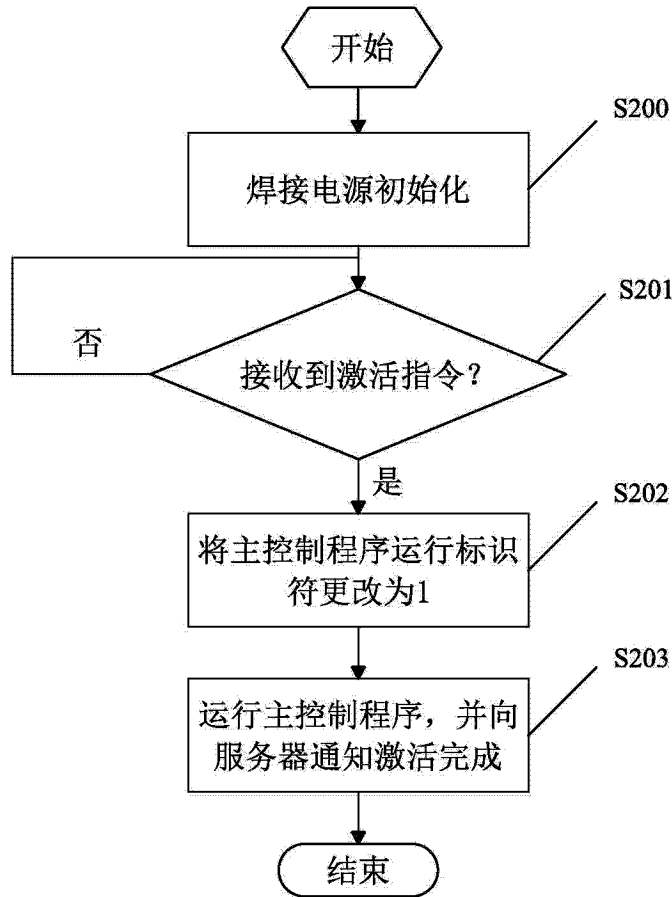 开始
S200
焊接电源初始化
S201
否
接收到激活指令?
是
S202
将主控制程序运行标识
符更改为1
S203
运行主控制程序，并向
服务器通知激活完成
结束